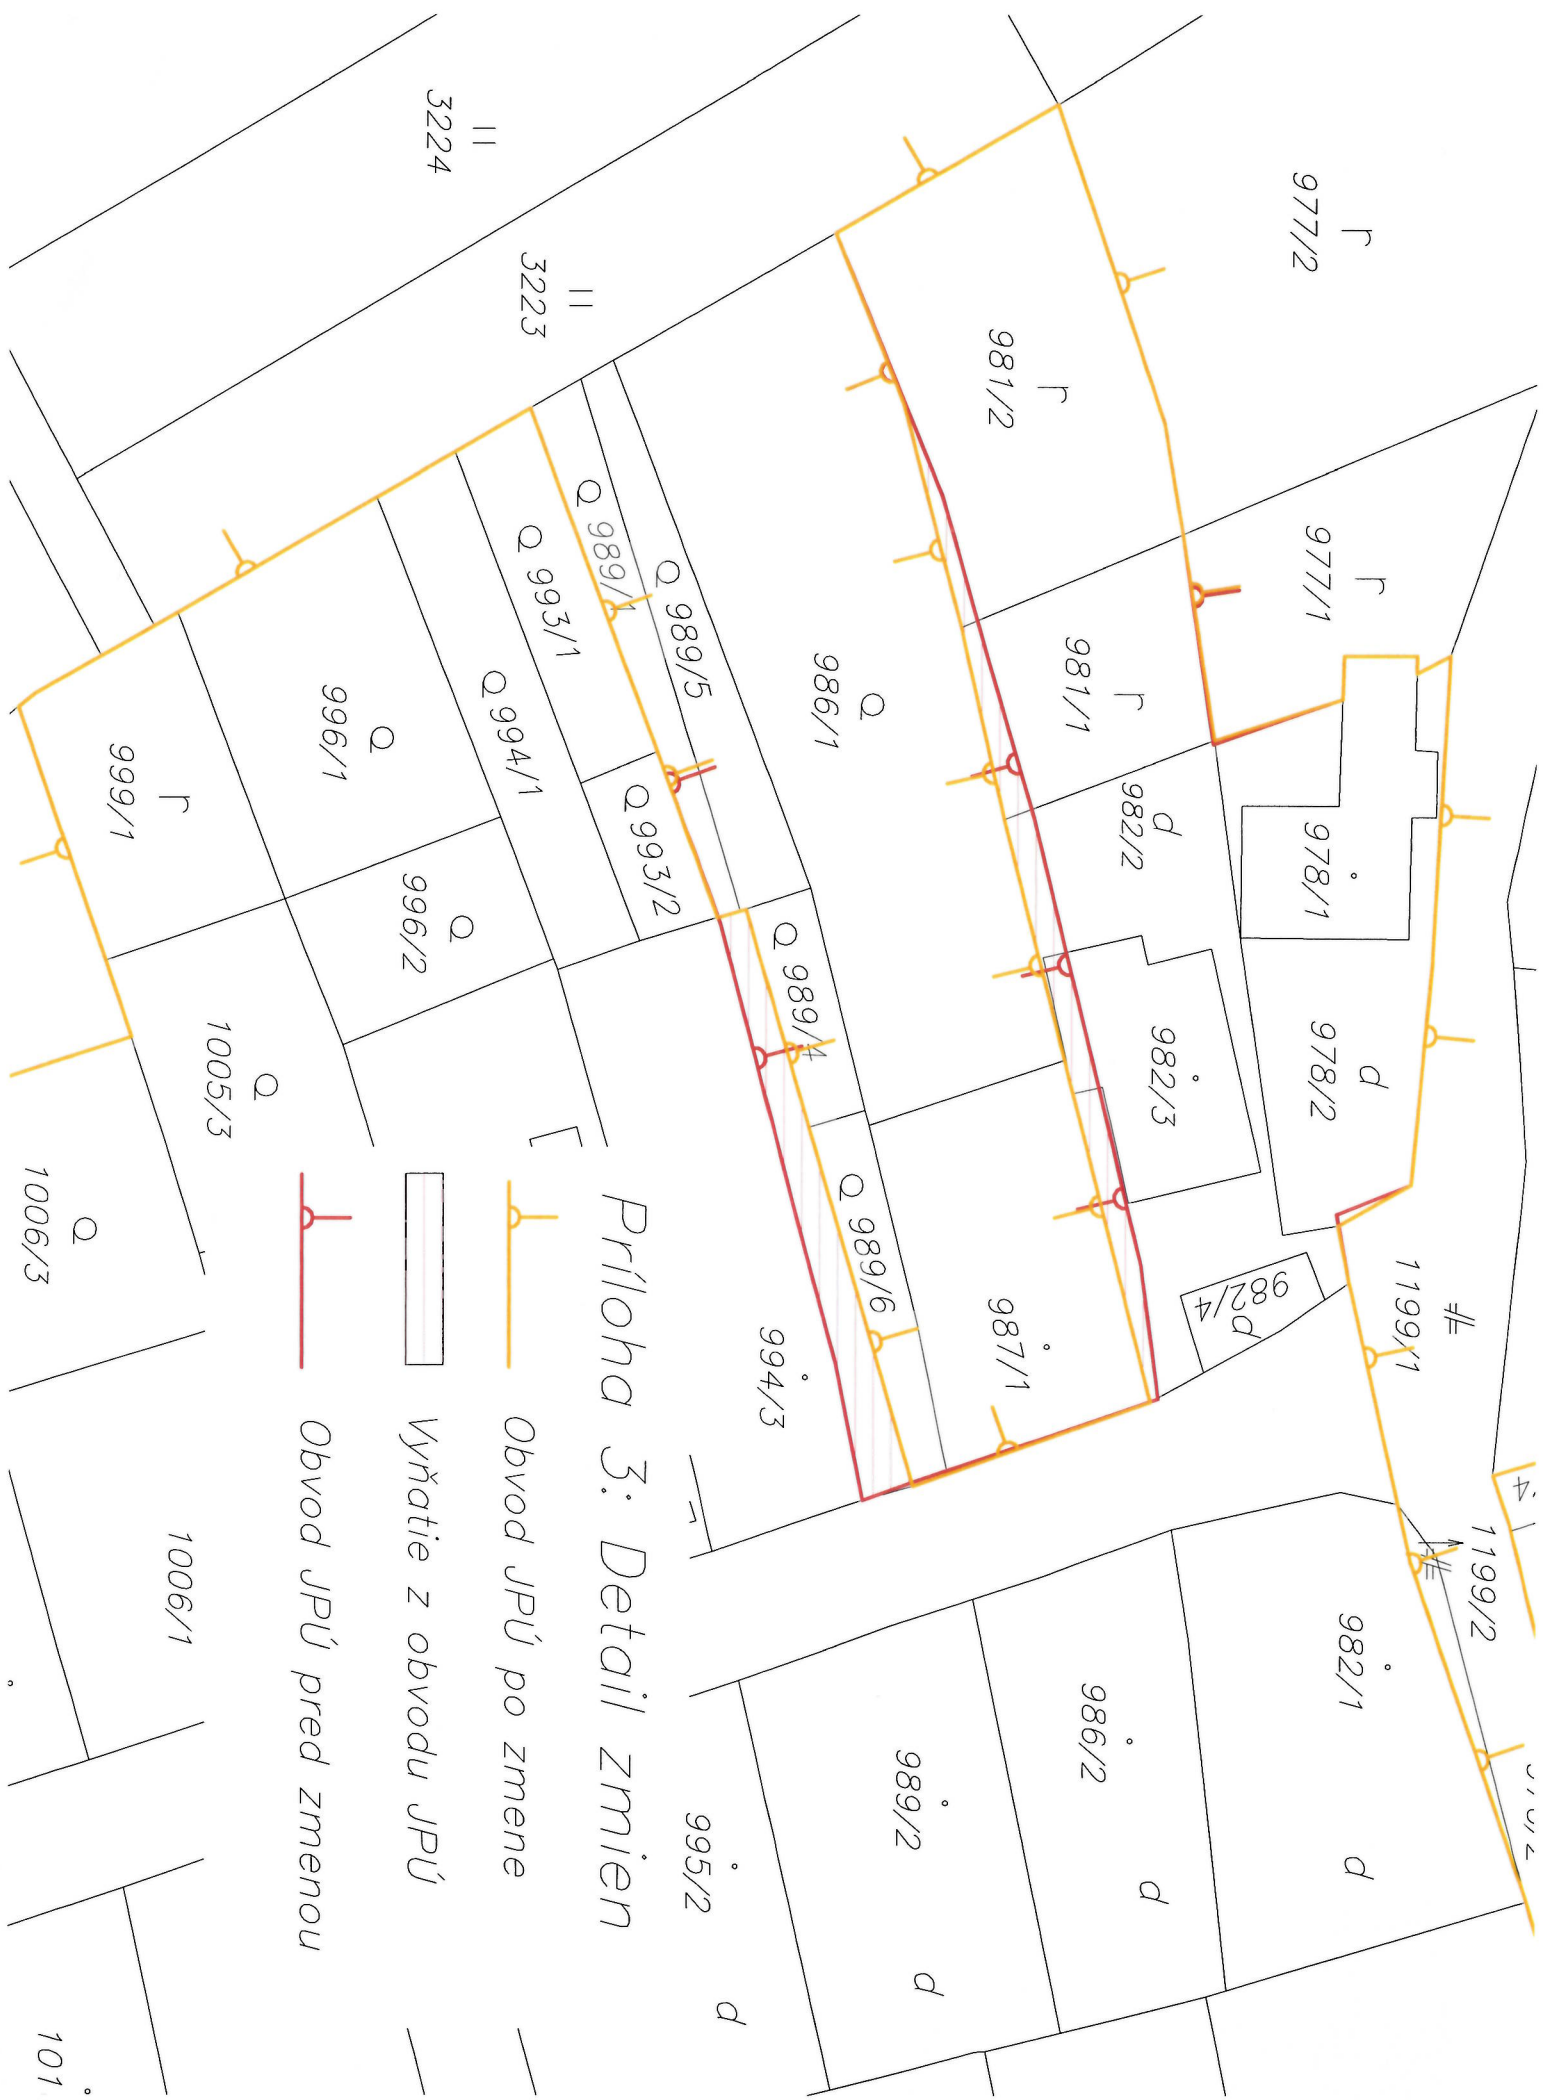 977/2
r
977/1
r
3224
3223
981/2
r
981/1
r
982/2
d
978/1
978/2
d
982/3
982/4
d
1199/1
1199/2
986/1
Q
Q 989/1
Q 989/5
Q 993/1
Q 993/2
Q 994/1
996/1
Q
996/2
Q
999/1
r
1005/3
Q
1006/3
Q
Q 989/4
Q 989/6
987/1
994/3
982/1
d
986/2
d
989/2
d
995/2
d
1006/1
101
Príloha 3: Detail zmien
Obvod JPÚ po zmene
Vyňatie z obvodu JPÚ
Obvod JPÚ pred zmenou